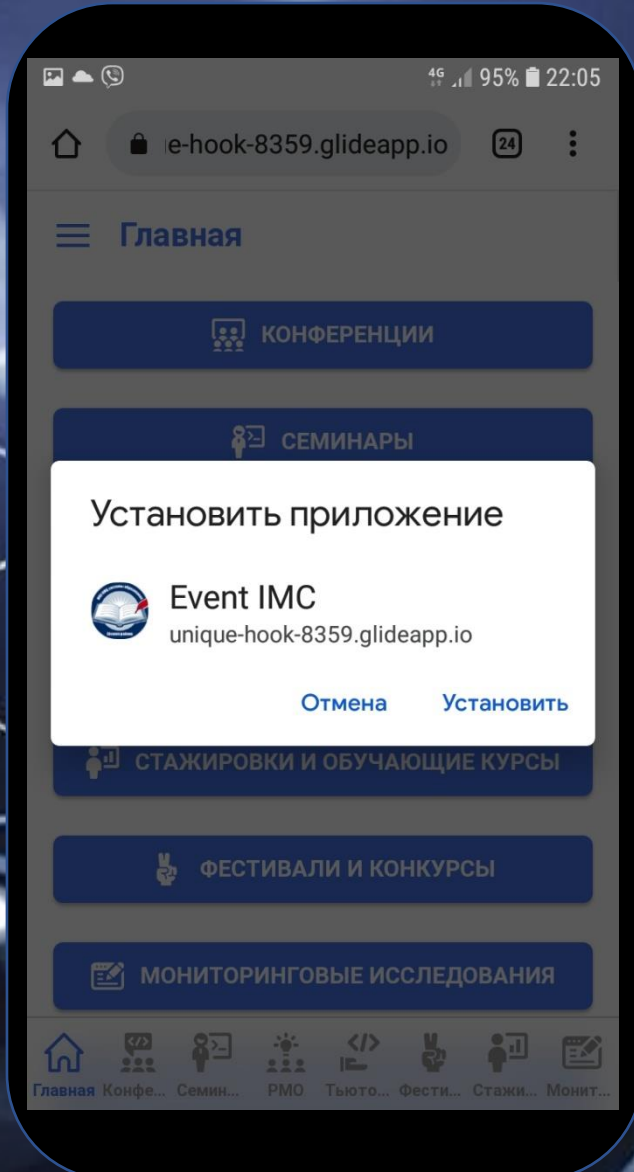 4G 95% 22:05
e-hook-8359.glideapp.io 24
Главная
КОНФЕРЕНЦИИ
СЕМИНАРЫ
Установить приложение
Event IMC
unique-hook-8359.glideapp.io
Отмена Установить
СТАЖИРОВКИ И ОБУЧАЮЩИЕ КУРСЫ
ФЕСТИВАЛИ И КОНКУРСЫ
МОНИТОРИНГОВЫЕ ИССЛЕДОВАНИЯ
Главная Конфе... Семин... РМО Тьюто... Фести... Стажи... Монит...